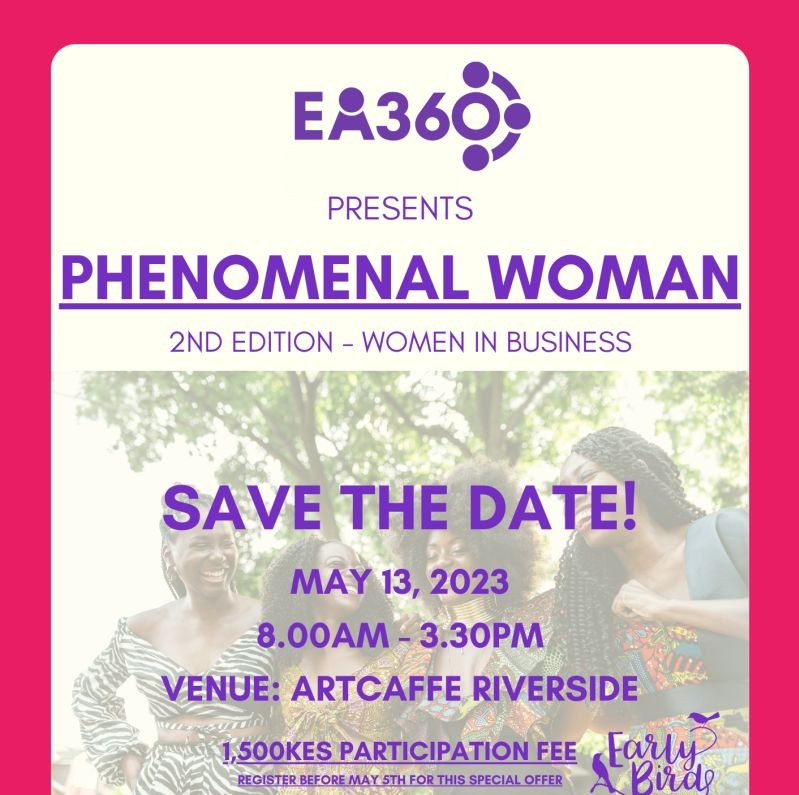 EA360
PRESENTS
PHENOMENAL WOMAN
2ND EDITION - WOMEN IN BUSINESS
SAVE THE DATE!
MAY 13, 2023
8.00AM - 3.30PM
VENUE: ARTCAFFE RIVERSIDE
1,500KES PARTICIPATION FEE
REGISTER BEFORE MAY 5TH FOR THIS SPECIAL OFFER
Early
Bird